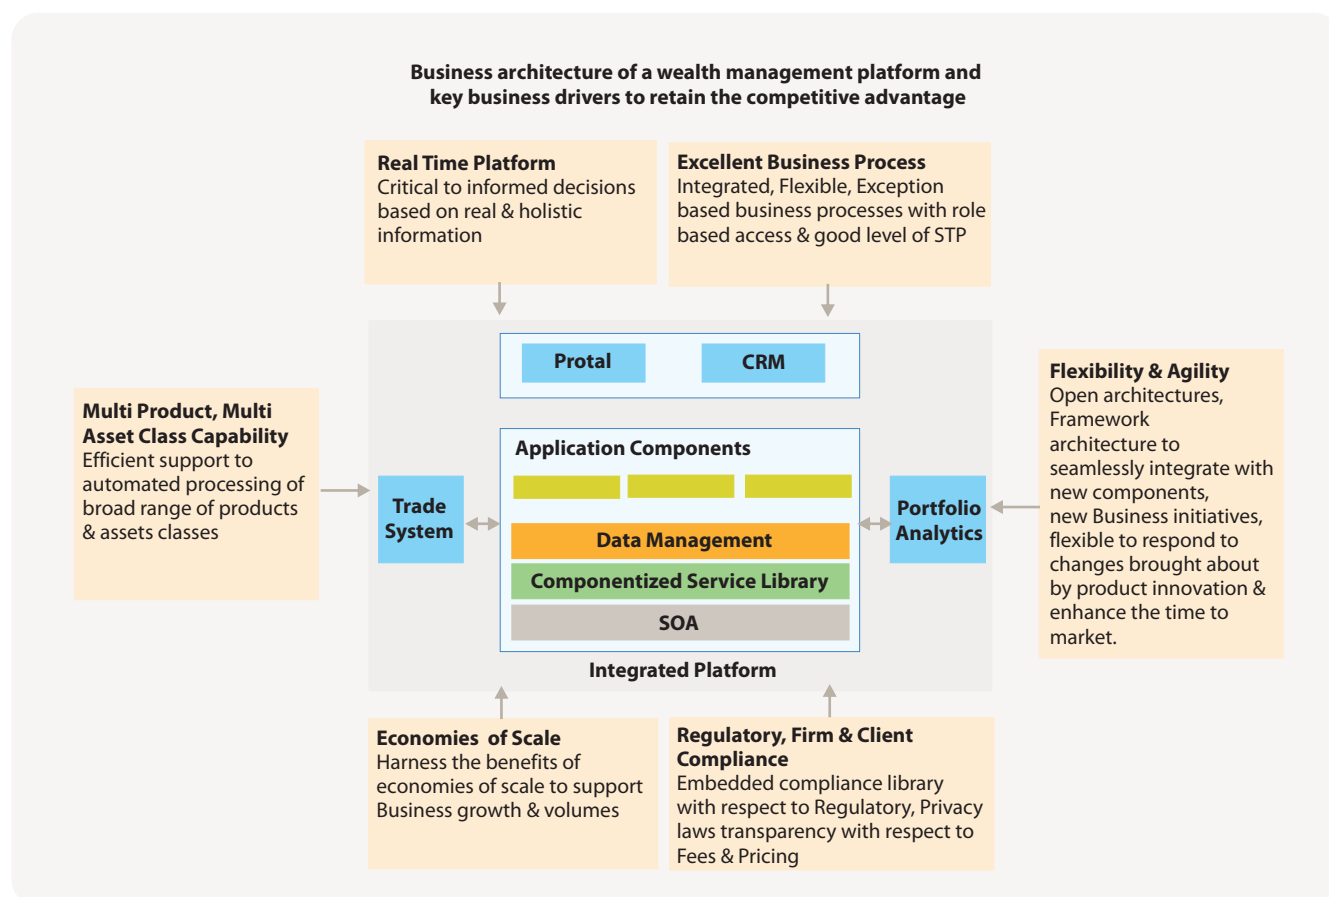 Business architecture of a wealth management platform and
key business drivers to retain the competitive advantage
Real Time Platform
Critical to informed decisions
based on real & holistic
information
Excellent Business Process
Integrated, Flexible, Exception
based business processes with role
based access & good level of STP
Protal
CRM
Multi Product, Multi
Asset Class Capability
Efficient support to
automated processing of
broad range of products
& assets classes
Trade
System
Application Components
Data Management
Componentized Service Library
SOA
Integrated Platform
Portfolio
Analytics
Flexibility & Agility
Open architectures,
Framework
architecture to
seamlessly integrate with
new components,
new Business initiatives,
flexible to respond to
changes brought about
by product innovation &
enhance the time to
market.
Economies of Scale
Harness the benefits of
economies of scale to support
Business growth & volumes
Regulatory, Firm & Client
Compliance
Embedded compliance library
with respect to Regulatory, Privacy
laws transparency with respect to
Fees & Pricing